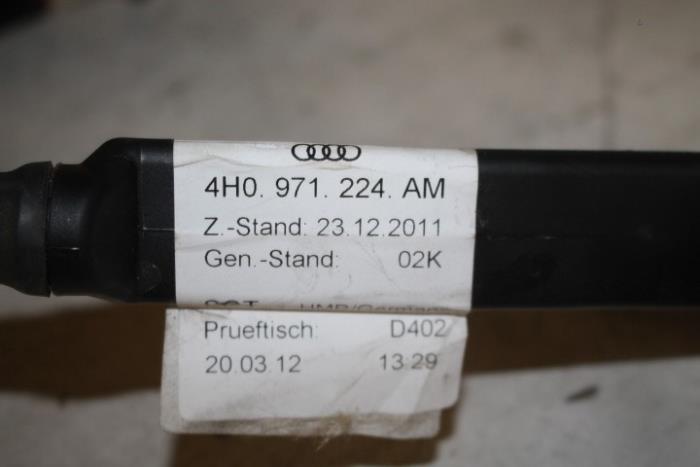 4H0. 971. 224. AM
Z.-Stand: 23.12.2011
Gen.-Stand: 02K
Prueftisch: D402
20.03.12 13:29